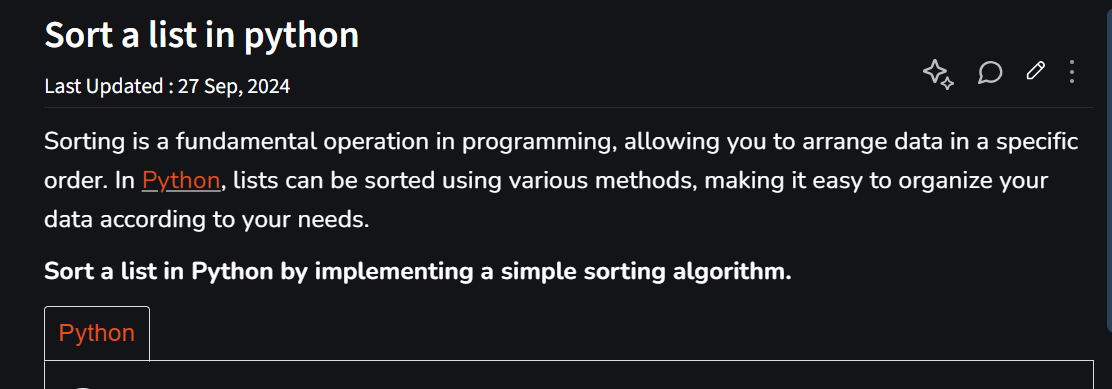 Sort a list in python
Last Updated : 27 Sep, 2024
Sorting is a fundamental operation in programming, allowing you to arrange data in a specific
order. In Python, lists can be sorted using various methods, making it easy to organize your
data according to your needs.
Sort a list in Python by implementing a simple sorting algorithm.
Python